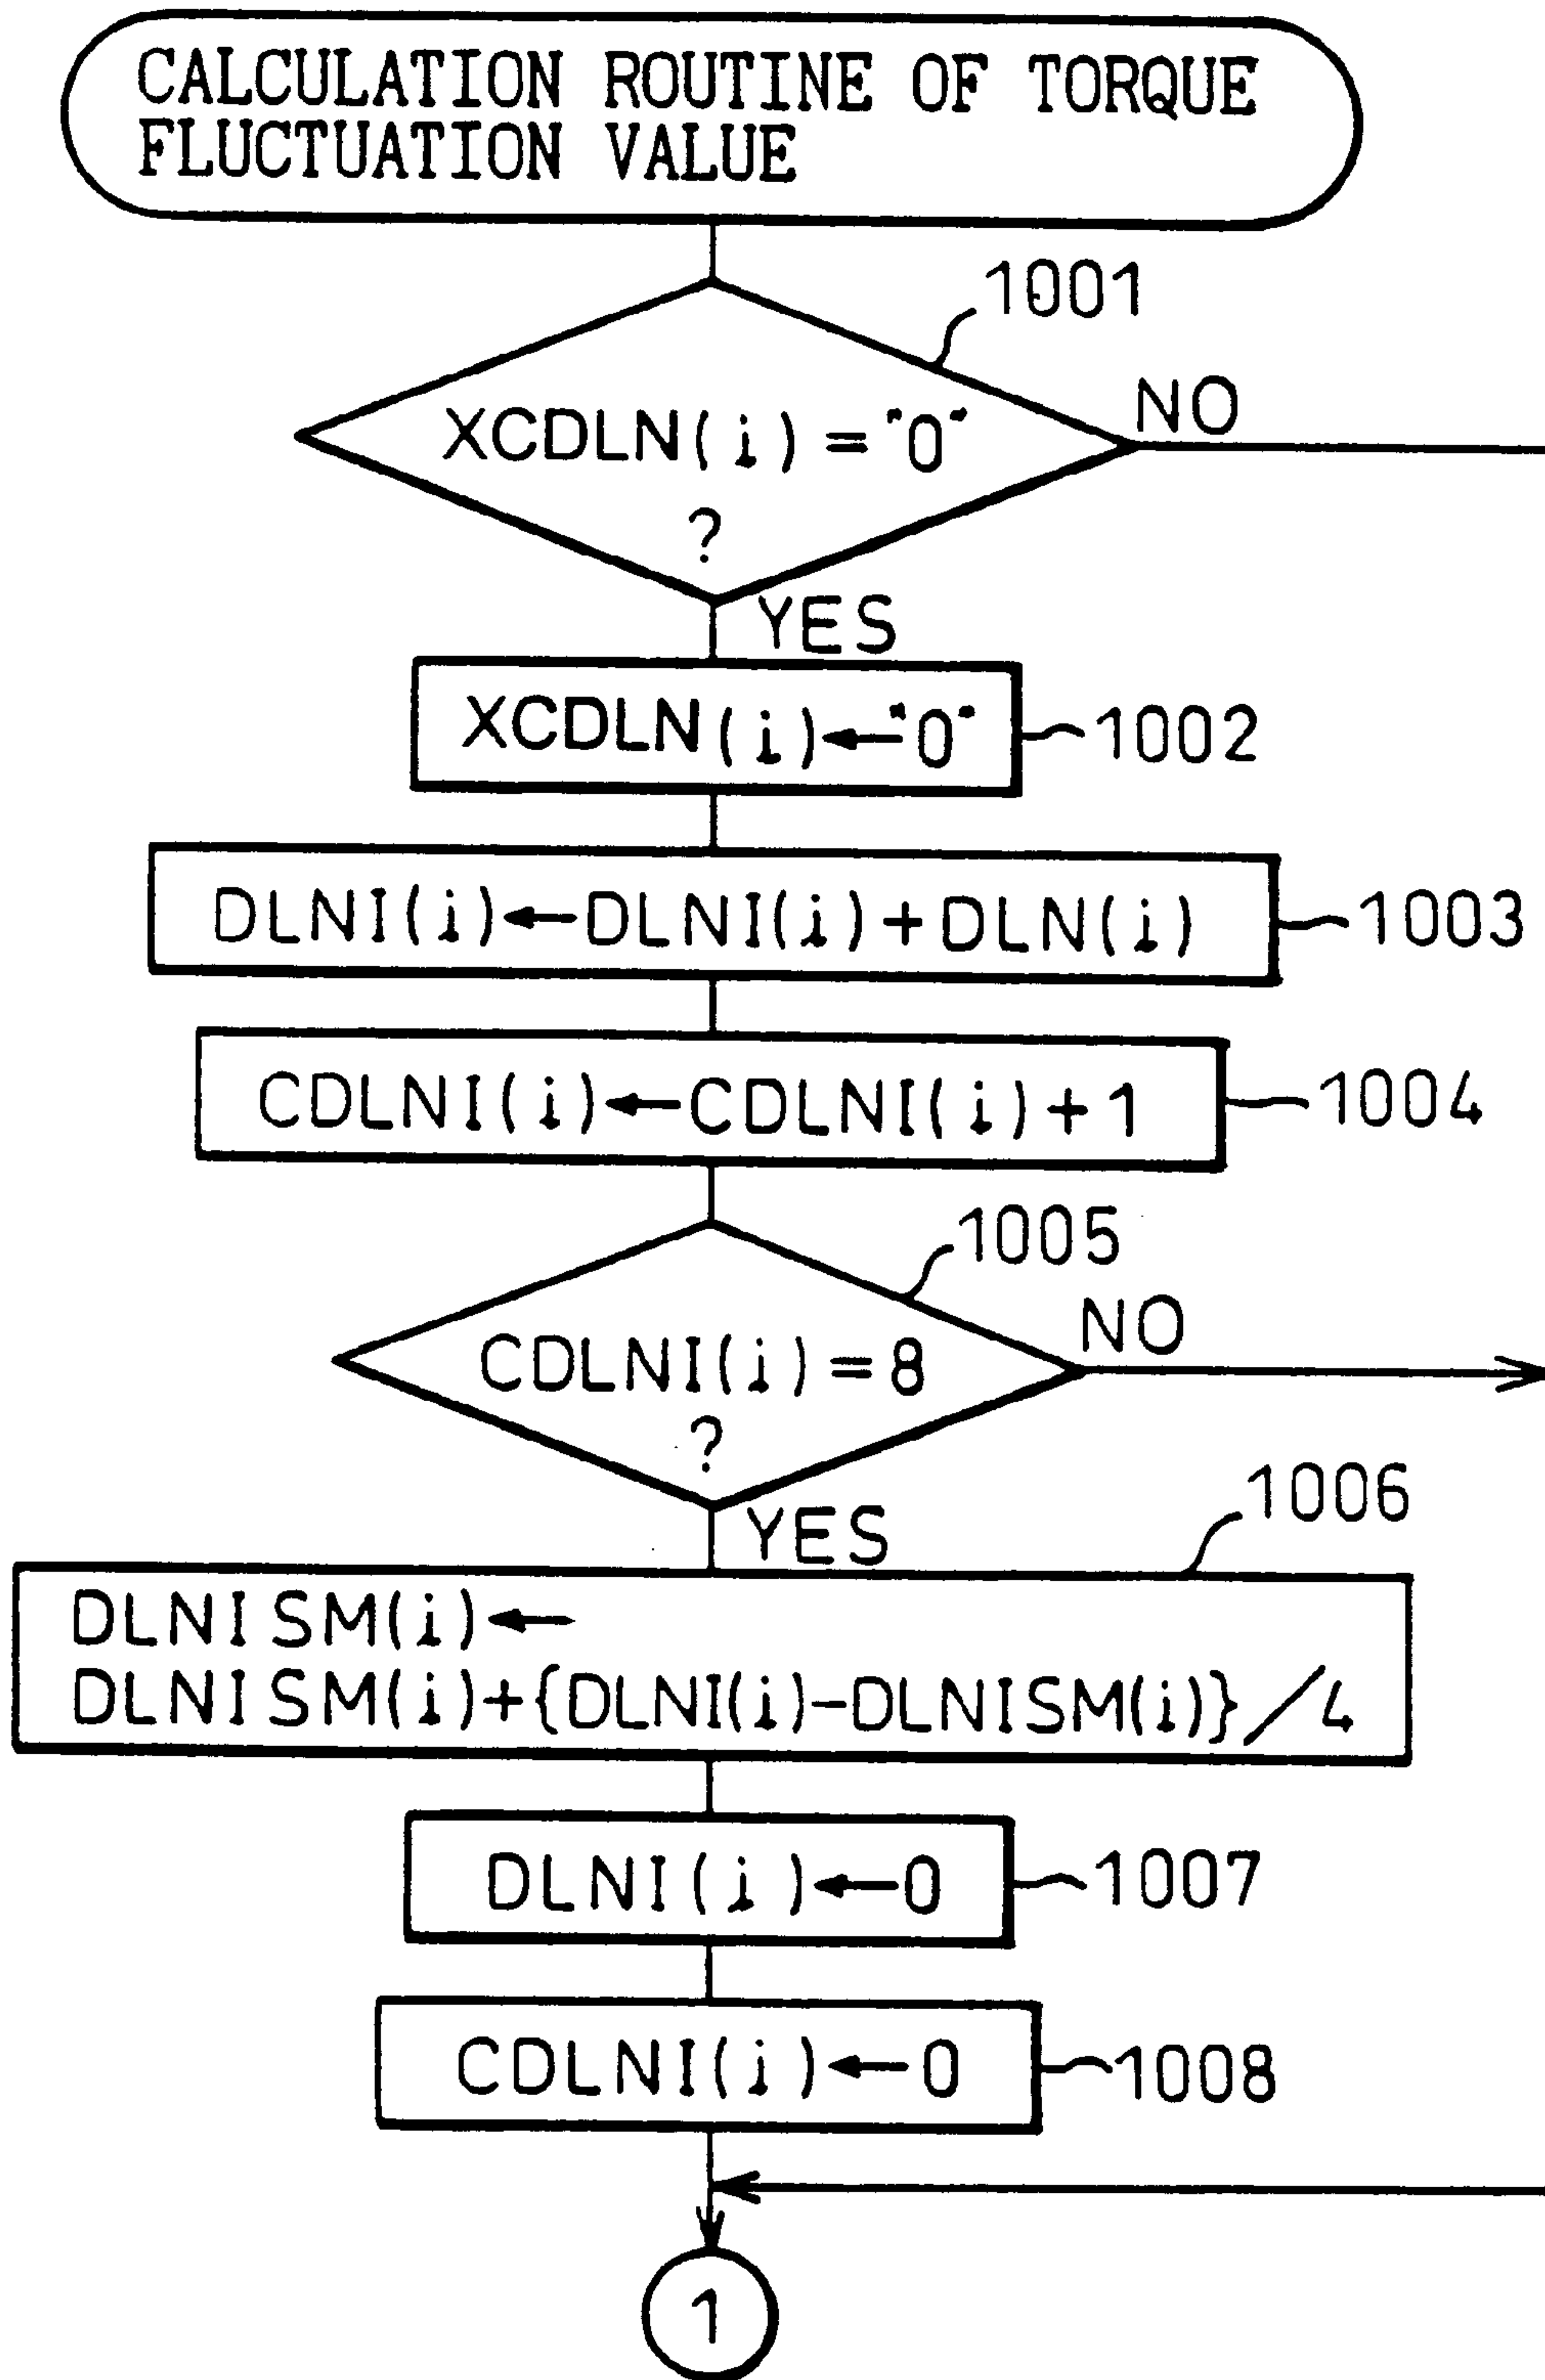 CALCULATION ROUTINE OF TORQUE
FLUCTUATION VALUE
1001
XCDLN(i)="0"
?
NO
YES
XCDLN(i)←"0"
1002
DLNI(i)←DLNI(i)+DLN(i)
1003
CDLNI(i)←CDLNI(i)+1
1004
1005
CDLNI(i)=8
?
NO
YES
1006
DLNISM(i)←
DLNISM(i)+{DLNI(i)-DLNISM(i)}/4
DLNI(i)←0
1007
CDLNI(i)←0
1008
1